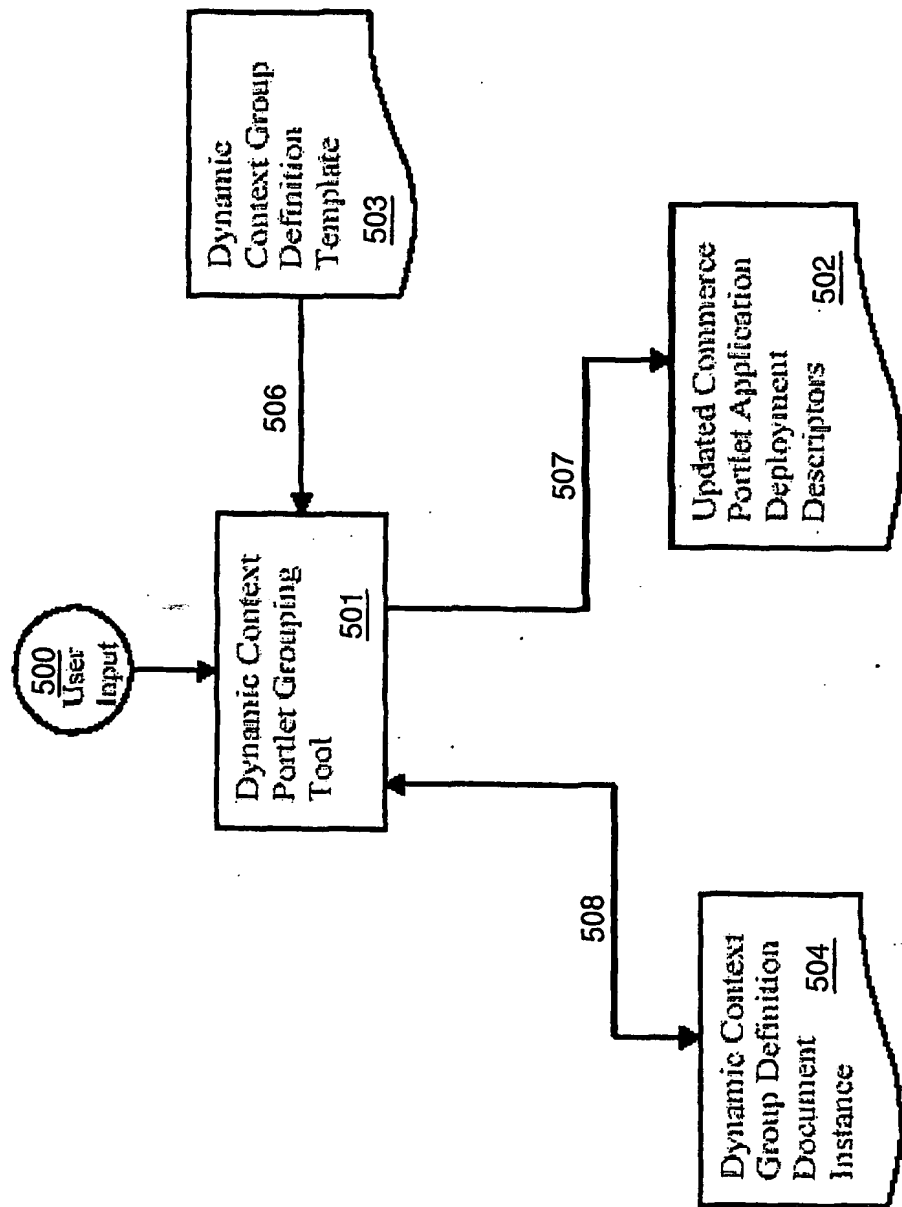 500
User
Input
Dynamic Context
Portlet Grouping
Tool
501
506
Dynamic
Context Group
Definition
Template
503
508
507
Dynamic Context
Group Definition
Document
Instance
504
Updated Commerce
Portlet Application
Deployment
Descriptors
502